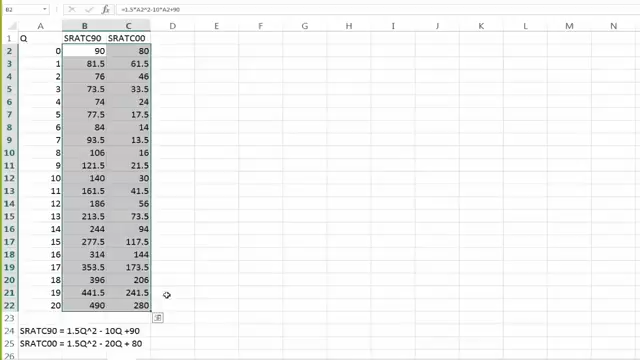 B2 fx =1.5*A2^2-10*A2+90
A B C D E F G H I J K L M N
1 Q SRATC90 SRATC00
2 0 90 80
3 1 81.5 61.5
4 2 76 46
5 3 73.5 33.5
6 4 74 24
7 5 77.5 17.5
8 6 84 14
9 7 93.5 13.5
10 8 106 16
11 9 121.5 21.5
12 10 140 30
13 11 161.5 41.5
14 12 186 56
15 13 213.5 73.5
16 14 244 94
17 15 277.5 117.5
18 16 314 144
19 17 353.5 173.5
20 18 396 206
21 19 441.5 241.5
22 20 490 280
23
24 SRATC90 = 1.5Q^2 - 10Q +90
25 SRATC00 = 1.5Q^2 - 20Q + 80
26